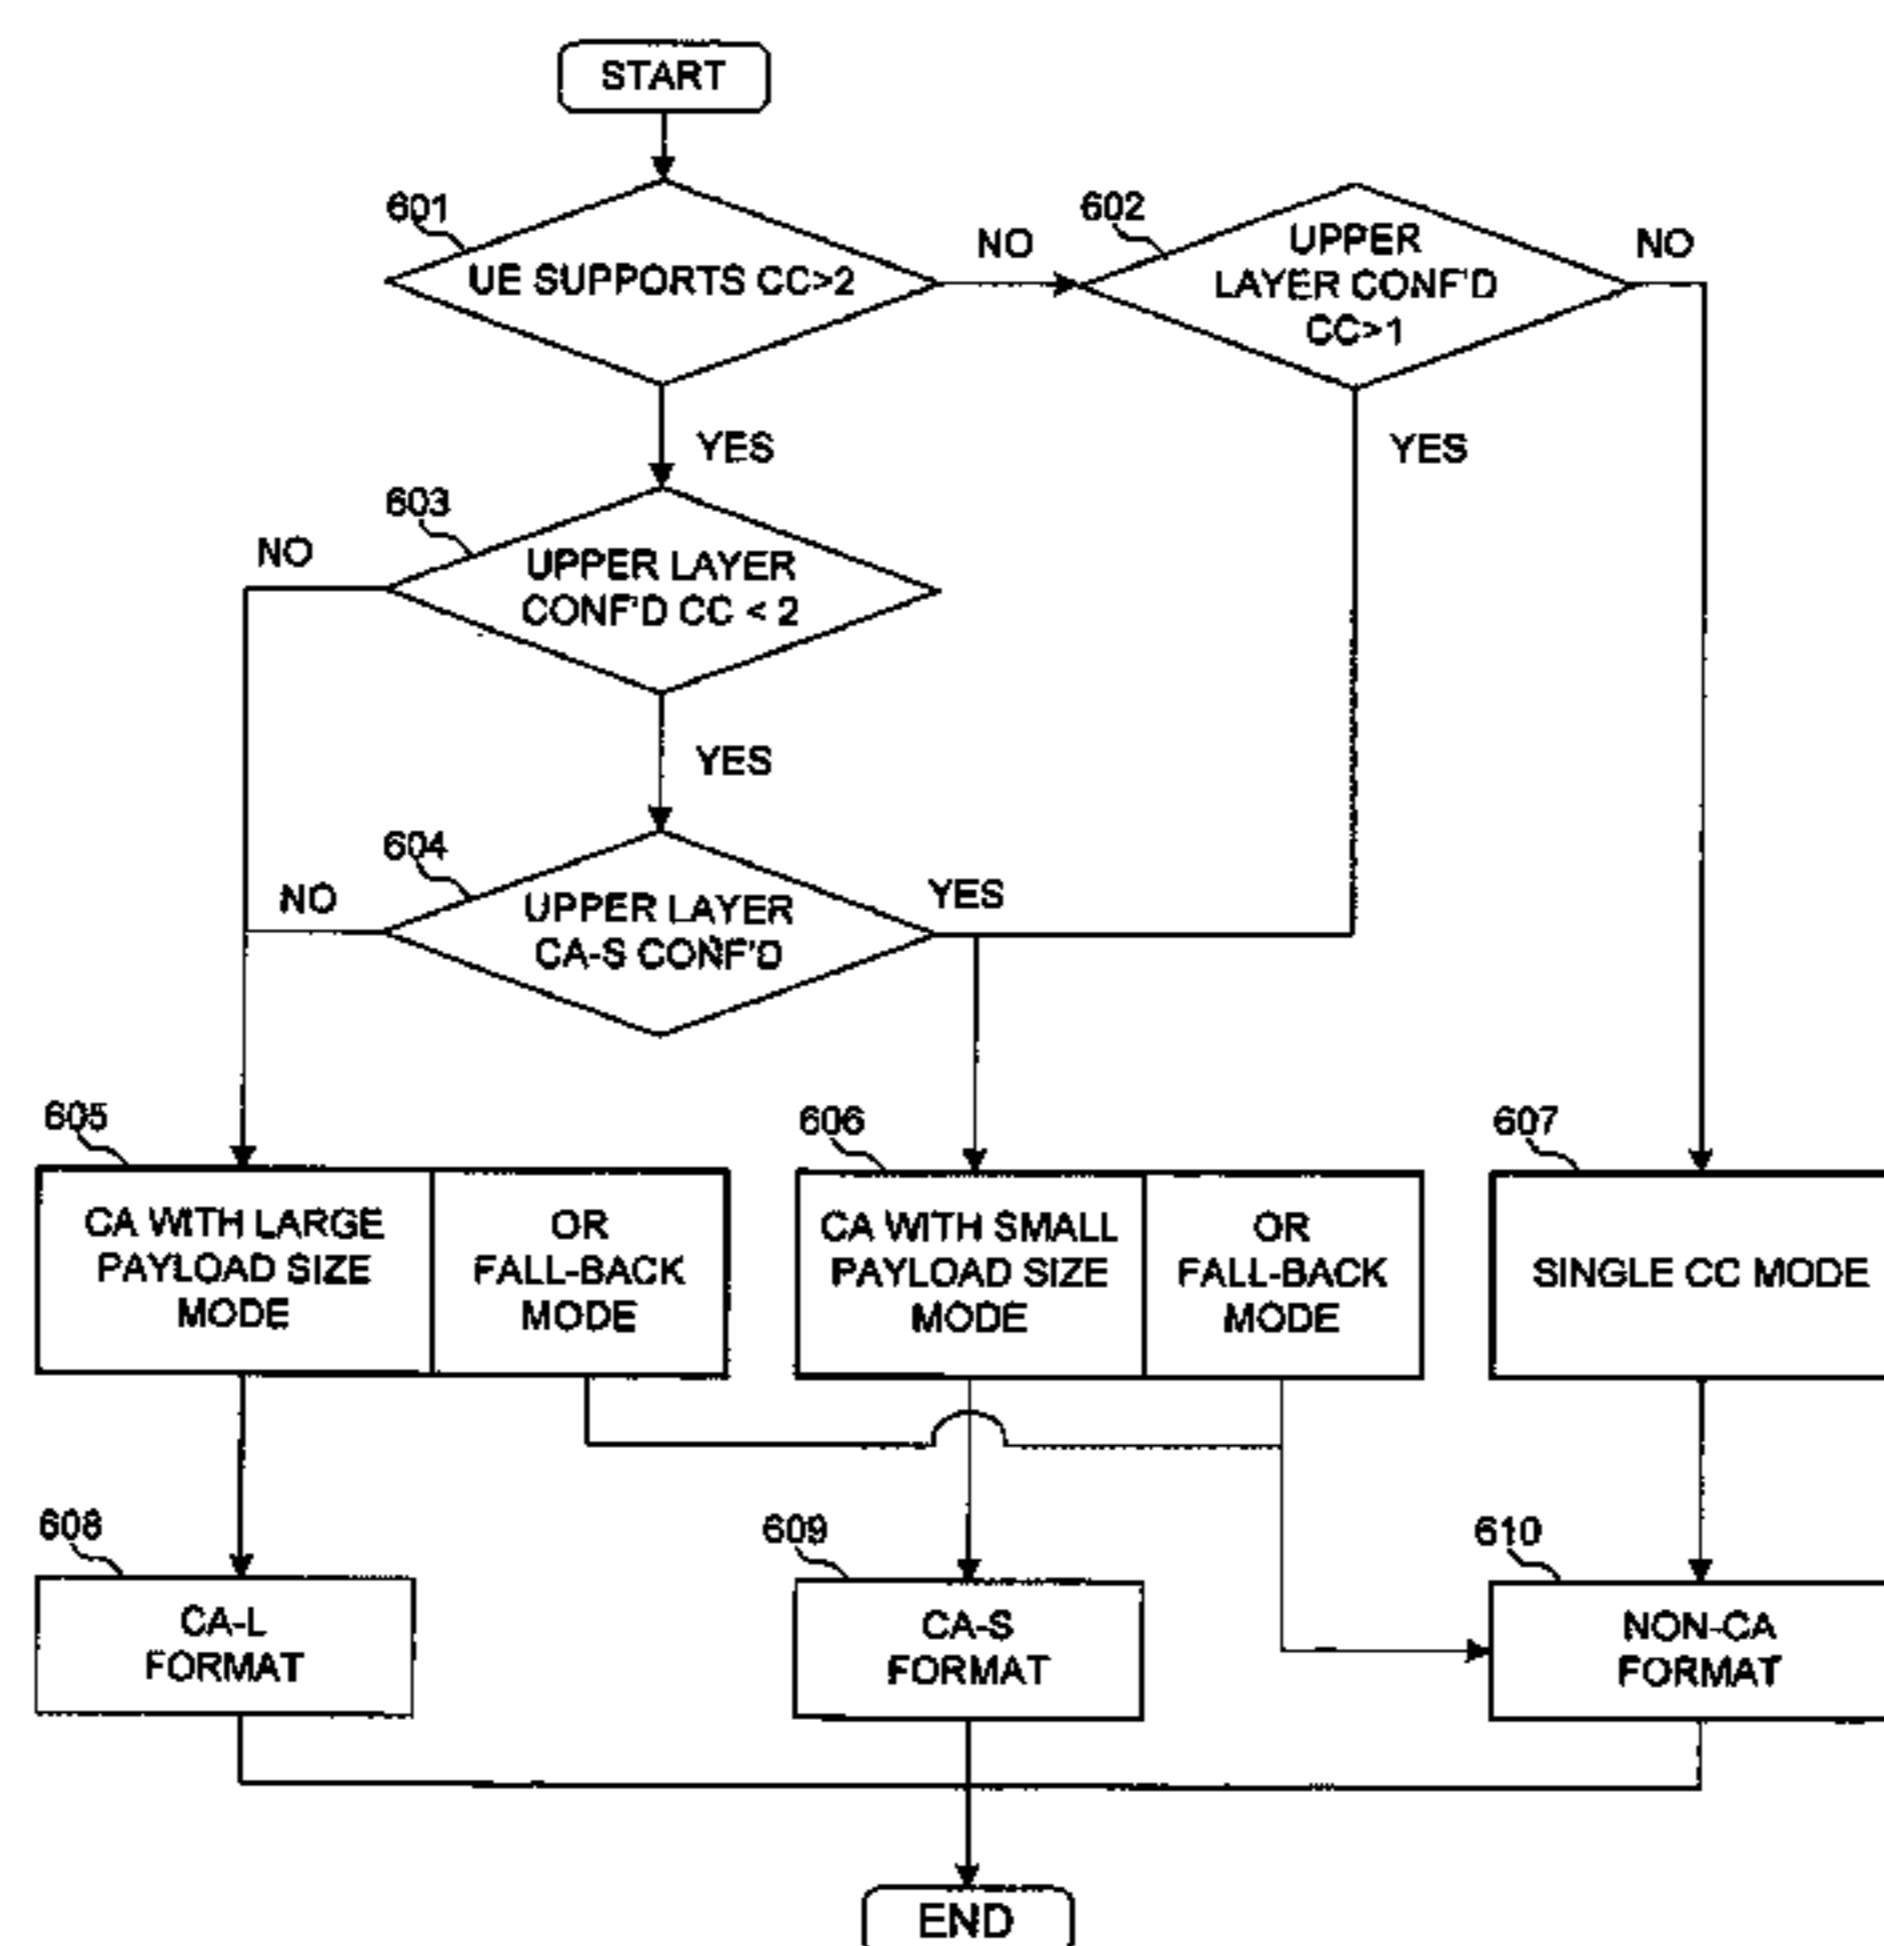 START
601
UE SUPPORTS CC>2
NO
602
UPPER
LAYER CONF'D
CC>1
NO
YES
YES
603
NO
UPPER LAYER
CONF'D CC < 2
YES
604
NO
UPPER LAYER
CA-S CONF'D
YES
605
CA WITH LARGE
PAYLOAD SIZE
MODE
OR
FALL-BACK
MODE
606
CA WITH SMALL
PAYLOAD SIZE
MODE
OR
FALL-BACK
MODE
607
SINGLE CC MODE
608
CA-L
FORMAT
609
CA-S
FORMAT
610
NON-CA
FORMAT
END